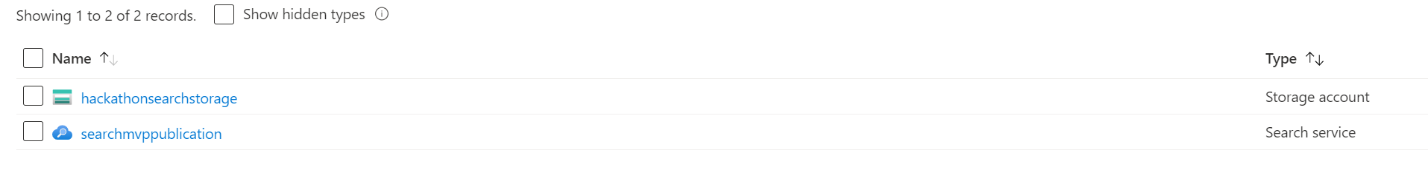 Showing 1 to 2 of 2 records. Show hidden types
Name Type
hackathonsearchstorage Storage account
searchmvppublication Search service